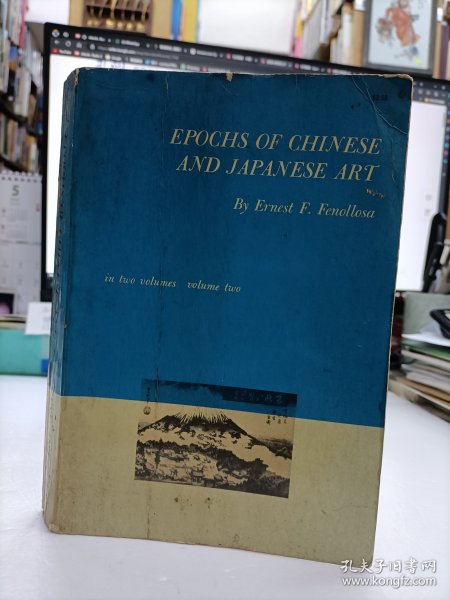 EPOCHS OF CHINESE
AND JAPANESE ART
By Ernest F. Fenollosa
in two volumes volume two
5
孔夫子旧书网
www.kongfz.com